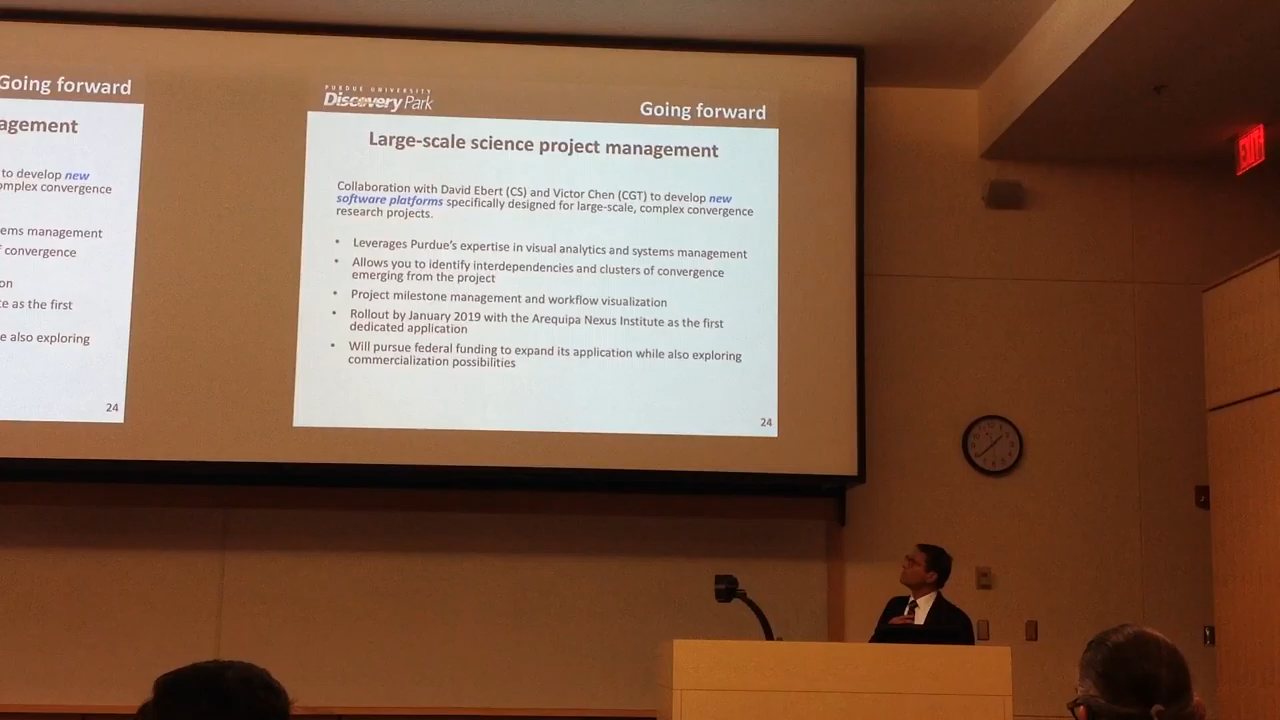 Going forward
agement
to develop new
omplex convergence
ems management
convergence
on
e as the first
e also exploring
24
PURDUE UNIVERSITY
Discovery Park
Going forward
Large-scale science project management
Collaboration with David Ebert (CS) and Victor Chen (CGT) to develop new
software platforms specifically designed for large-scale, complex convergence
research projects.
• Leverages Purdue's expertise in visual analytics and systems management
• Allows you to identify interdependencies and clusters of convergence
emerging from the project
• Project milestone management and workflow visualization
• Rollout by January 2019 with the Arequipa Nexus Institute as the first
dedicated application
• Will pursue federal funding to expand its application while also exploring
commercialization possibilities
24
EXIT